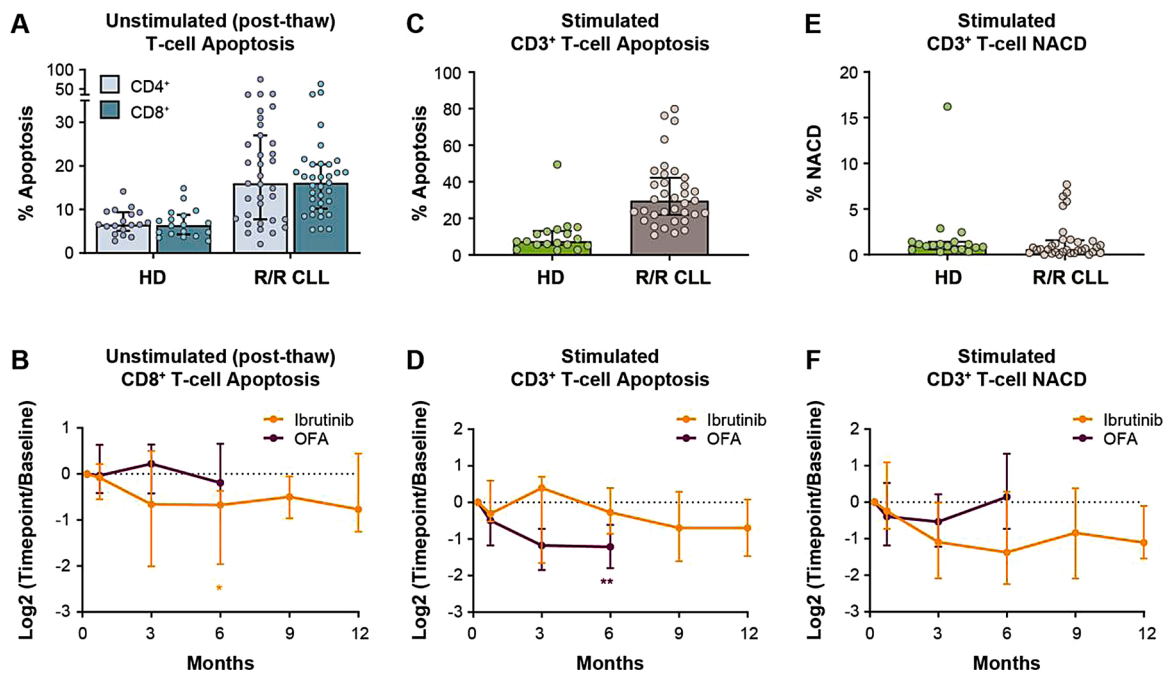 A
Unstimulated (post-thaw)
T-cell Apoptosis
% Apoptosis
100
50
30
20
10
0
CD4+
CD8+
HD
R/R CLL
C
Stimulated
CD3+ T-cell Apoptosis
% Apoptosis
100
80
60
40
20
0
HD
R/R CLL
E
Stimulated
CD3+ T-cell NACD
% NACD
20
15
10
5
0
HD
R/R CLL
B
Unstimulated (post-thaw)
CD8+ T-cell Apoptosis
Log2 (Timepoint/Baseline)
Ibrutinib
OFA
1
0
-1
-2
-3
*
0 3 6 9 12
Months
D
Stimulated
CD3+ T-cell Apoptosis
Log2 (Timepoint/Baseline)
Ibrutinib
OFA
2
1
0
-1
-2
-3
**
0 3 6 9 12
Months
F
Stimulated
CD3+ T-cell NACD
Log2 (Timepoint/Baseline)
Ibrutinib
OFA
2
1
0
-1
-2
-3
0 3 6 9 12
Months